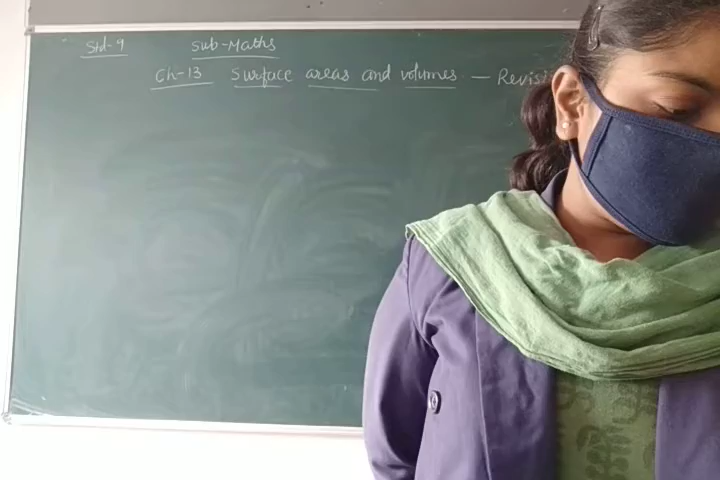 Std-9 Sub-Maths
Ch-13 Surface areas and volumes — Revis